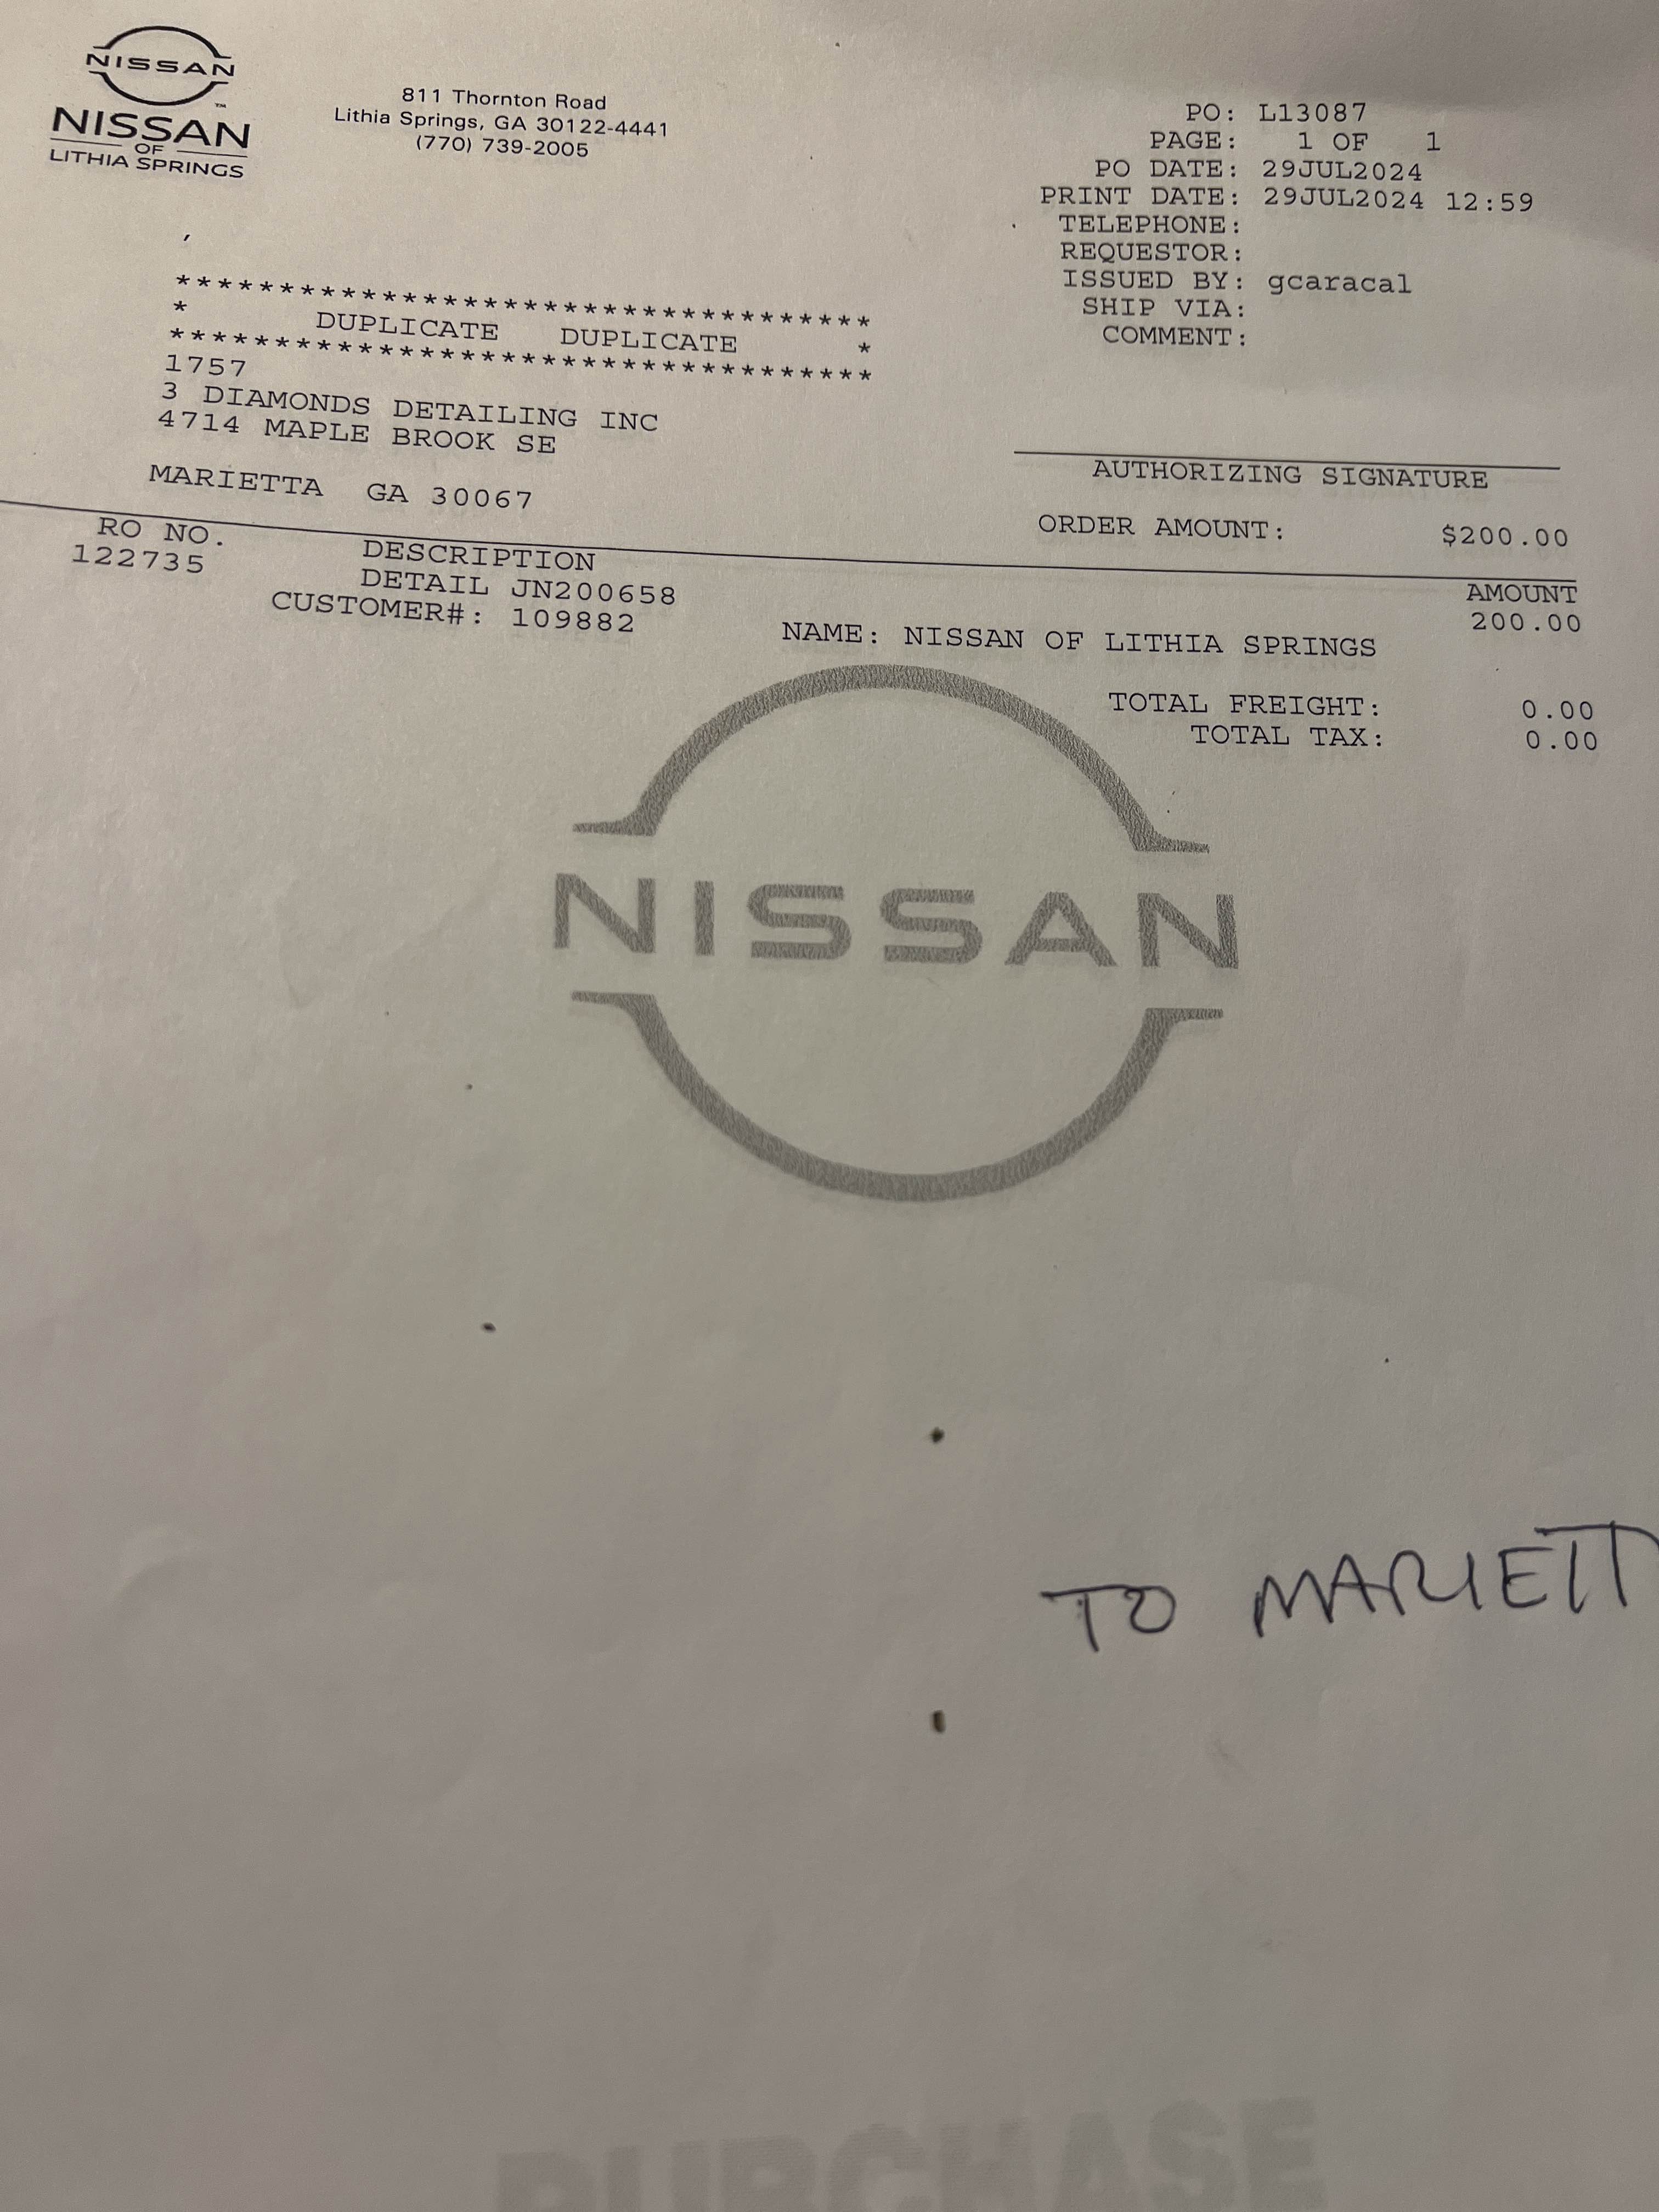 NISSAN
NISSAN
OF
LITHIA SPRINGS
811 Thornton Road
Lithia Springs, GA 30122-4441
(770) 739-2005
PO: L13087
PAGE: 1 OF 1
PO DATE: 29JUL2024
PRINT DATE: 29JUL2024 12:59
TELEPHONE:
REQUESTOR:
ISSUED BY: gcaracal
SHIP VIA:
COMMENT:
**********************************
* DUPLICATE DUPLICATE *
**********************************
1757
3 DIAMONDS DETAILING INC
4714 MAPLE BROOK SE
MARIETTA GA 30067
AUTHORIZING SIGNATURE
ORDER AMOUNT: $200.00
RO NO. DESCRIPTION AMOUNT
122735 DETAIL JN200658 200.00
CUSTOMER#: 109882 NAME: NISSAN OF LITHIA SPRINGS
TOTAL FREIGHT: 0.00
TOTAL TAX: 0.00
NISSAN
TO MARIETT
PURCHASE